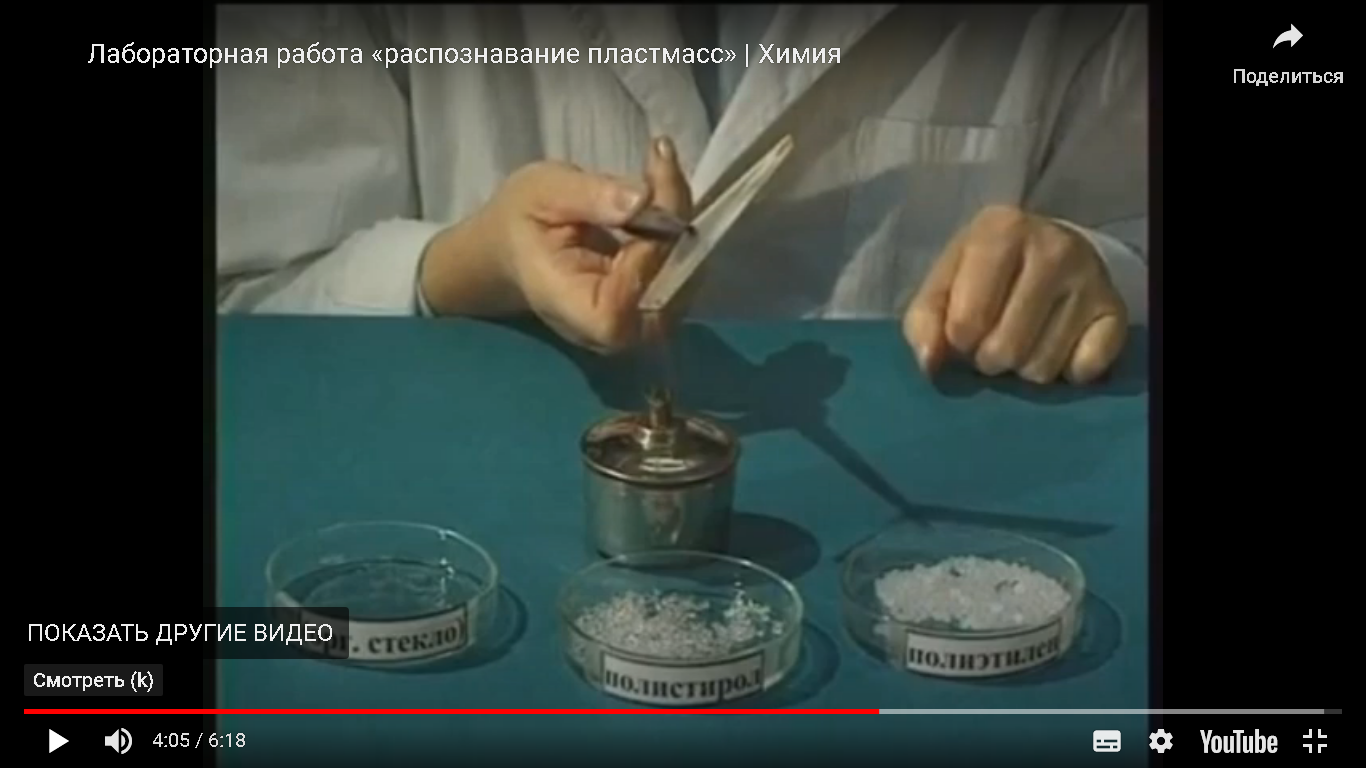 Лабораторная работа «распознавание пластмасс» | Химия
Поделиться
ПОКАЗАТЬ ДРУГИЕ ВИДЕО
стекло)
полистирол
полиэтилен
Смотреть (k)
4:05 / 6:18
YouTube